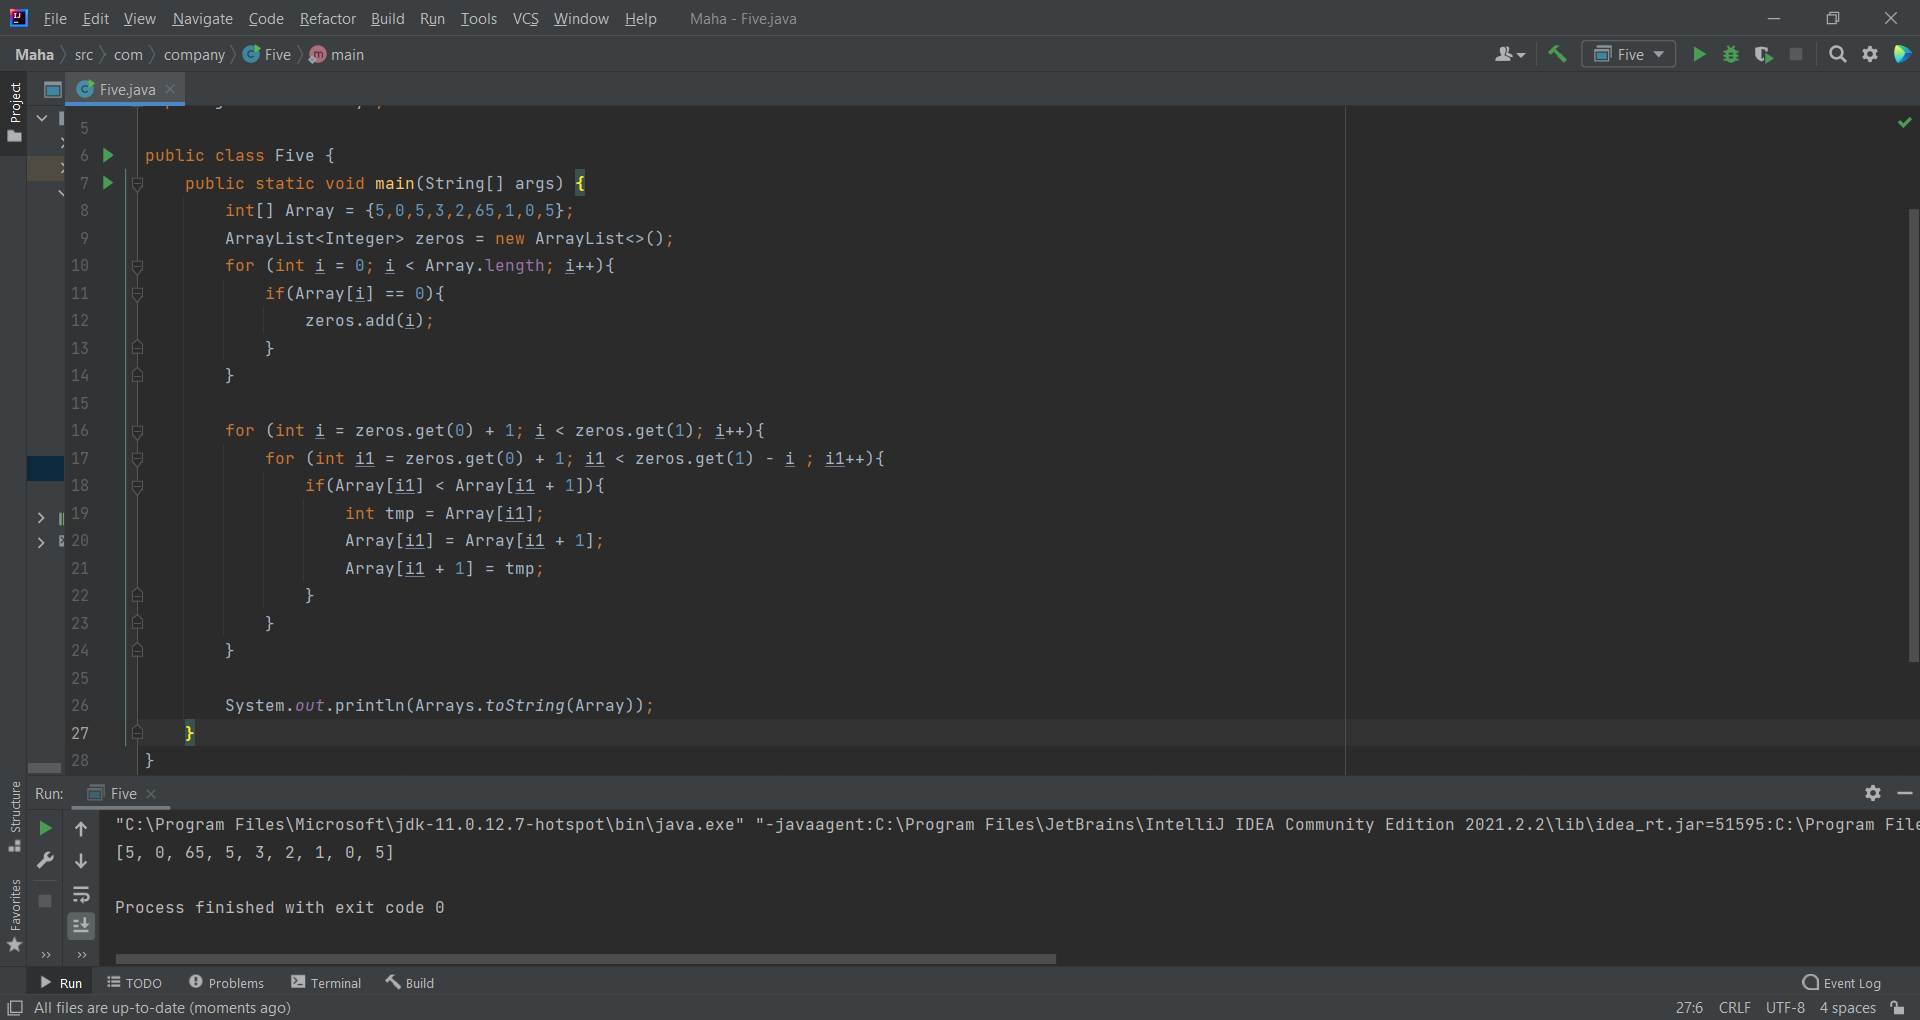 File Edit View Navigate Code Refactor Build Run Tools VCS Window Help Maha - Five.java
Maha src com company Five main Five
Project
Five.java
5
6 public class Five {
7 public static void main(String[] args) {
8 int[] Array = {5,0,5,3,2,65,1,0,5};
9 ArrayList<Integer> zeros = new ArrayList<>();
10 for (int i = 0; i < Array.length; i++){
11 if(Array[i] == 0){
12 zeros.add(i);
13 }
14 }
15
16 for (int i = zeros.get(0) + 1; i < zeros.get(1); i++){
17 for (int i1 = zeros.get(0) + 1; i1 < zeros.get(1) - i ; i1++){
18 if(Array[i1] < Array[i1 + 1]){
19 int tmp = Array[i1];
20 Array[i1] = Array[i1 + 1];
21 Array[i1 + 1] = tmp;
22 }
23 }
24 }
25
26 System.out.println(Arrays.toString(Array));
27 }
28 }
Structure
Favorites
Run: Five
"C:\Program Files\Microsoft\jdk-11.0.12.7-hotspot\bin\java.exe" "-javaagent:C:\Program Files\JetBrains\IntelliJ IDEA Community Edition 2021.2.2\lib\idea_rt.jar=51595:C:\Program File
[5, 0, 65, 5, 3, 2, 1, 0, 5]
Process finished with exit code 0
Run TODO Problems Terminal Build Event Log
All files are up-to-date (moments ago) 27:6 CRLF UTF-8 4 spaces